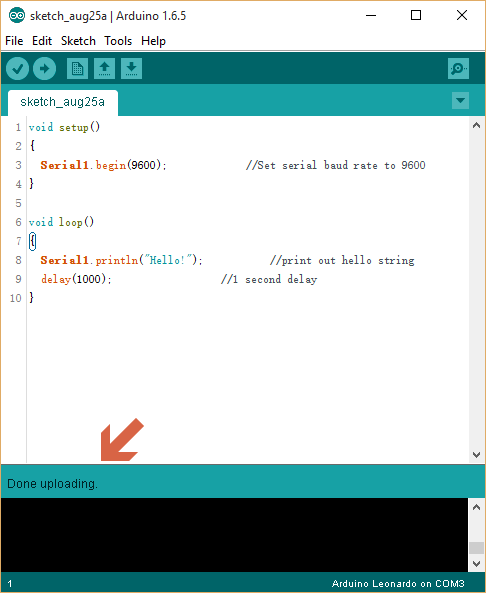 sketch_aug25a | Arduino 1.6.5
File Edit Sketch Tools Help
sketch_aug25a
1 void setup()
2 {
3   Serial1.begin(9600);             //Set serial baud rate to 9600
4 }
5
6 void loop()
7 {
8   Serial1.println("Hello!");           //print out hello string
9   delay(1000);                  //1 second delay
10 }
Done uploading.
1 Arduino Leonardo on COM3